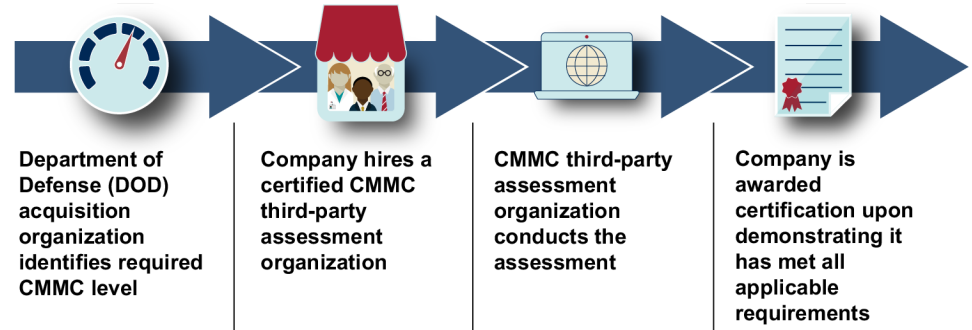 Department of
Defense (DOD)
acquisition
organization
identifies required
CMMC level
Company hires a
certified CMMC
third-party
assessment
organization
CMMC third-party
assessment
organization
conducts the
assessment
Company is
awarded
certification upon
demonstrating it
has met all
applicable
requirements